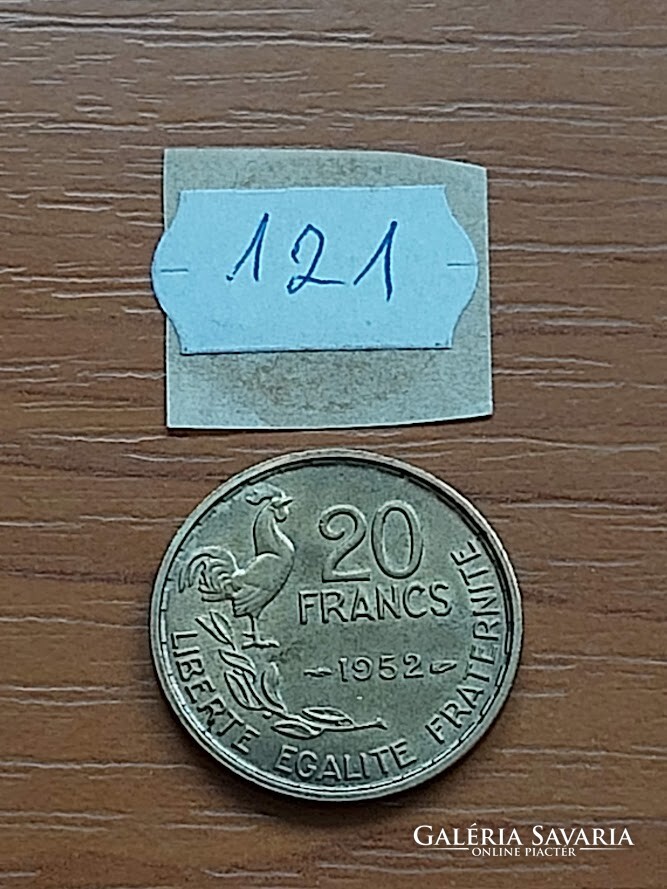 121
20
FRANCS
1952
LIBERTE EGALITE FRATERNITE
GALÉRIA SAVARIA
ONLINE PIACTÉR